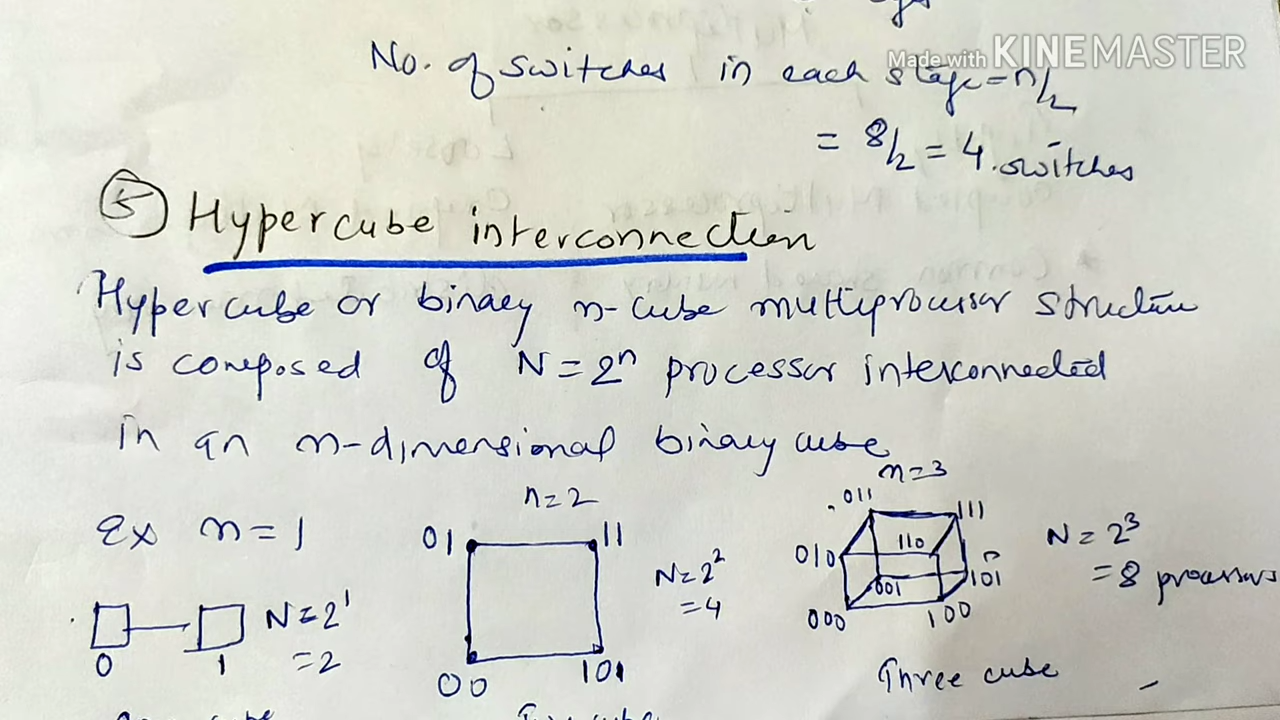 Made with KINEMASTER
No. of switches in each stage = n/2
= 8/2 = 4 switches
5 Hypercube interconnection
Hypercube or binary n-cube multiprocessor structure
is composed of N = 2^n processor interconnected
in an n-dimensional binary cube
Ex n = 1
0 1
N = 2^1
= 2
n = 2
01 11
00 101
N = 2^2
= 4
n = 3
011 111
010 110
001 101
000 100
N = 2^3
= 8 processors
Three cube